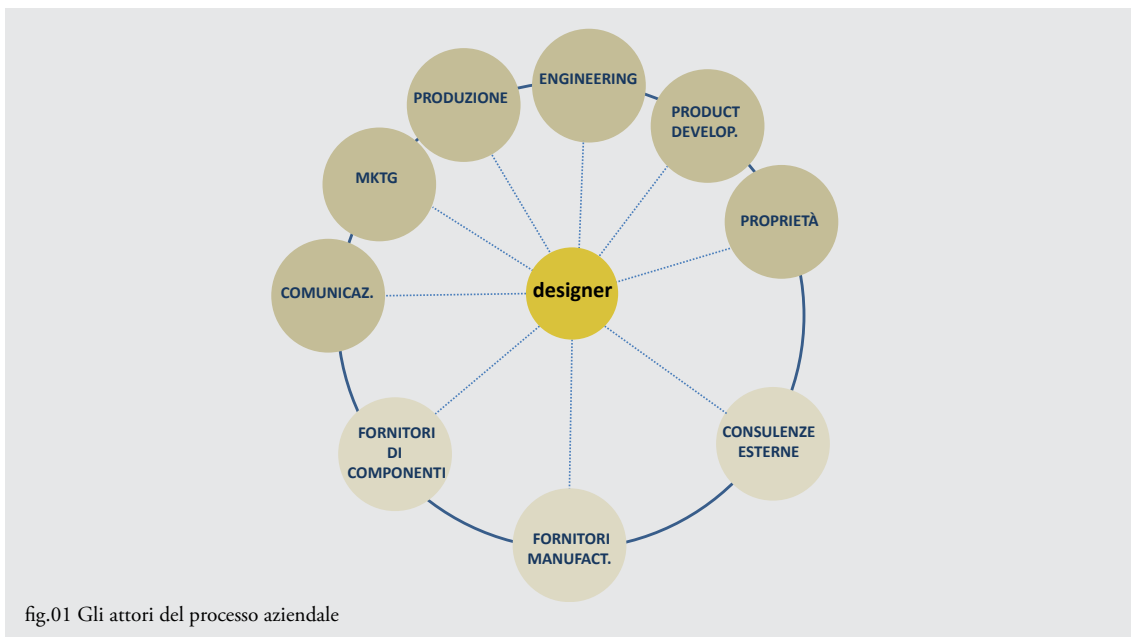 ENGINEERING
PRODUZIONE
PRODUCT
DEVELOP.
MKTG
PROPRIETÀ
COMUNICAZ.
designer
FORNITORI
DI
COMPONENTI
CONSULENZE
ESTERNE
FORNITORI
MANUFACT.
fig.01 Gli attori del processo aziendale